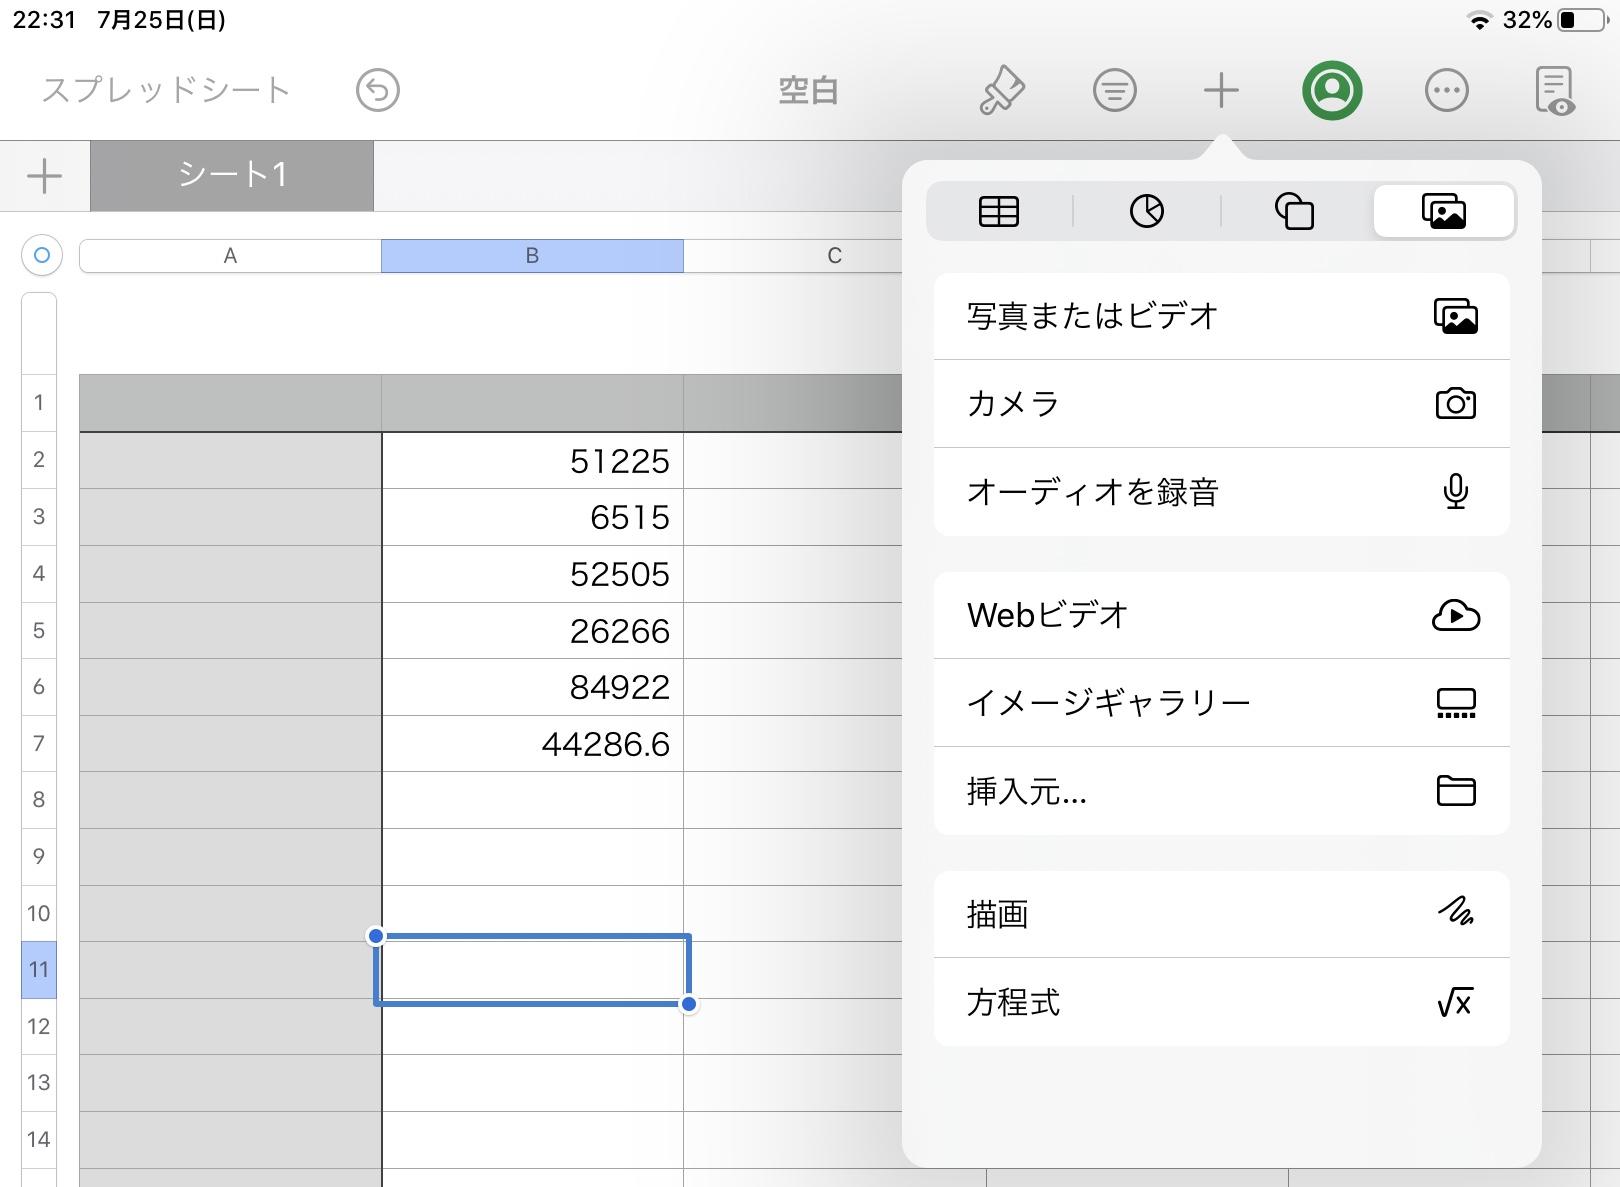 22:31 7月25日(日)
32%
スプレッドシート
空白
シート1
A B C
1
2 51225
3 6515
4 52505
5 26266
6 84922
7 44286.6
8
9
10
11
12
13
14
写真またはビデオ
カメラ
オーディオを録音
Webビデオ
イメージギャラリー
挿入元...
描画
方程式
√x